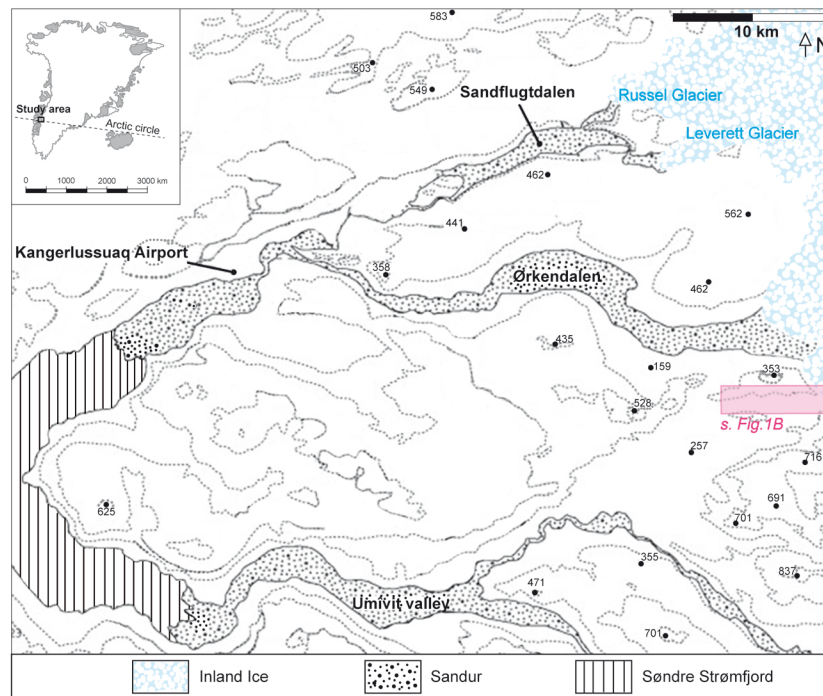 583
10 km
N
503
549
Study area
Arctic circle
0 1000 2000 3000 km
Sandflugtdalen
Russel Glacier
Leverett Glacier
462
441
562
Kangerlussuaq Airport
358
Ørkendalen
462
435
159
353
528
s. Fig.1B
257
716
625
691
701
355
837
471
Umívit valley
23
701
Inland Ice
Sandur
Søndre Strømfjord